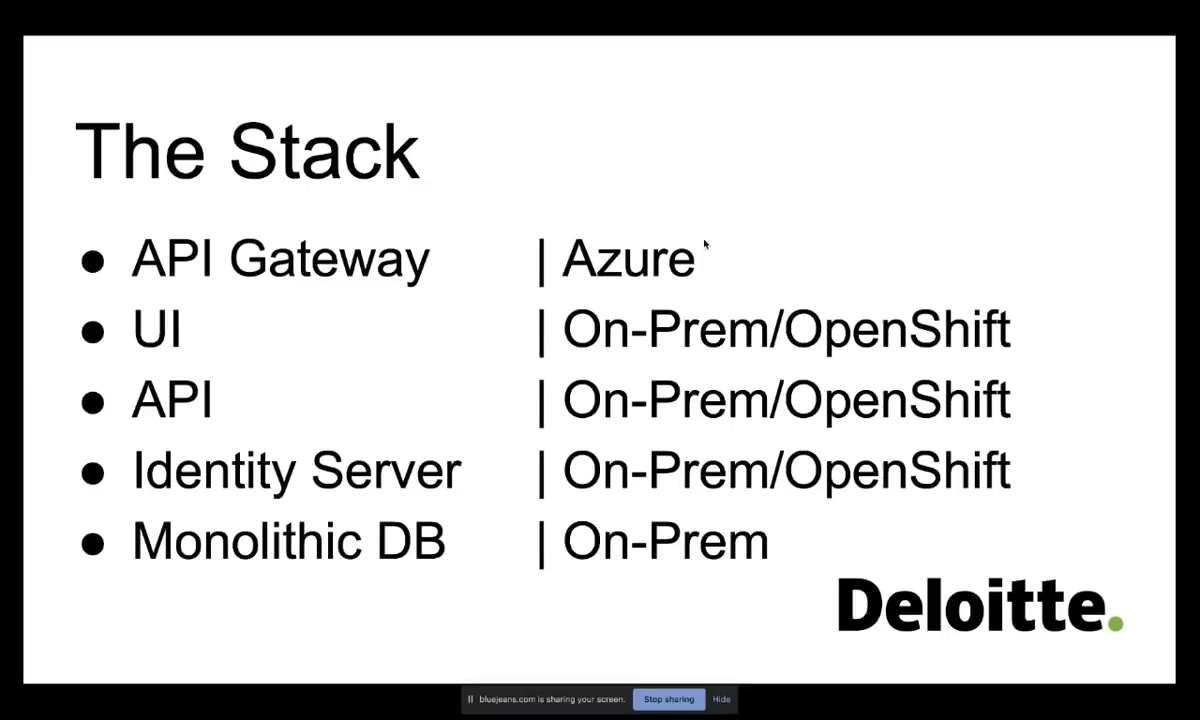 The Stack
● API Gateway | Azure
● UI | On-Prem/OpenShift
● API | On-Prem/OpenShift
● Identity Server | On-Prem/OpenShift
● Monolithic DB | On-Prem
Deloitte.
bluejeans.com is sharing your screen. Stop sharing Hide